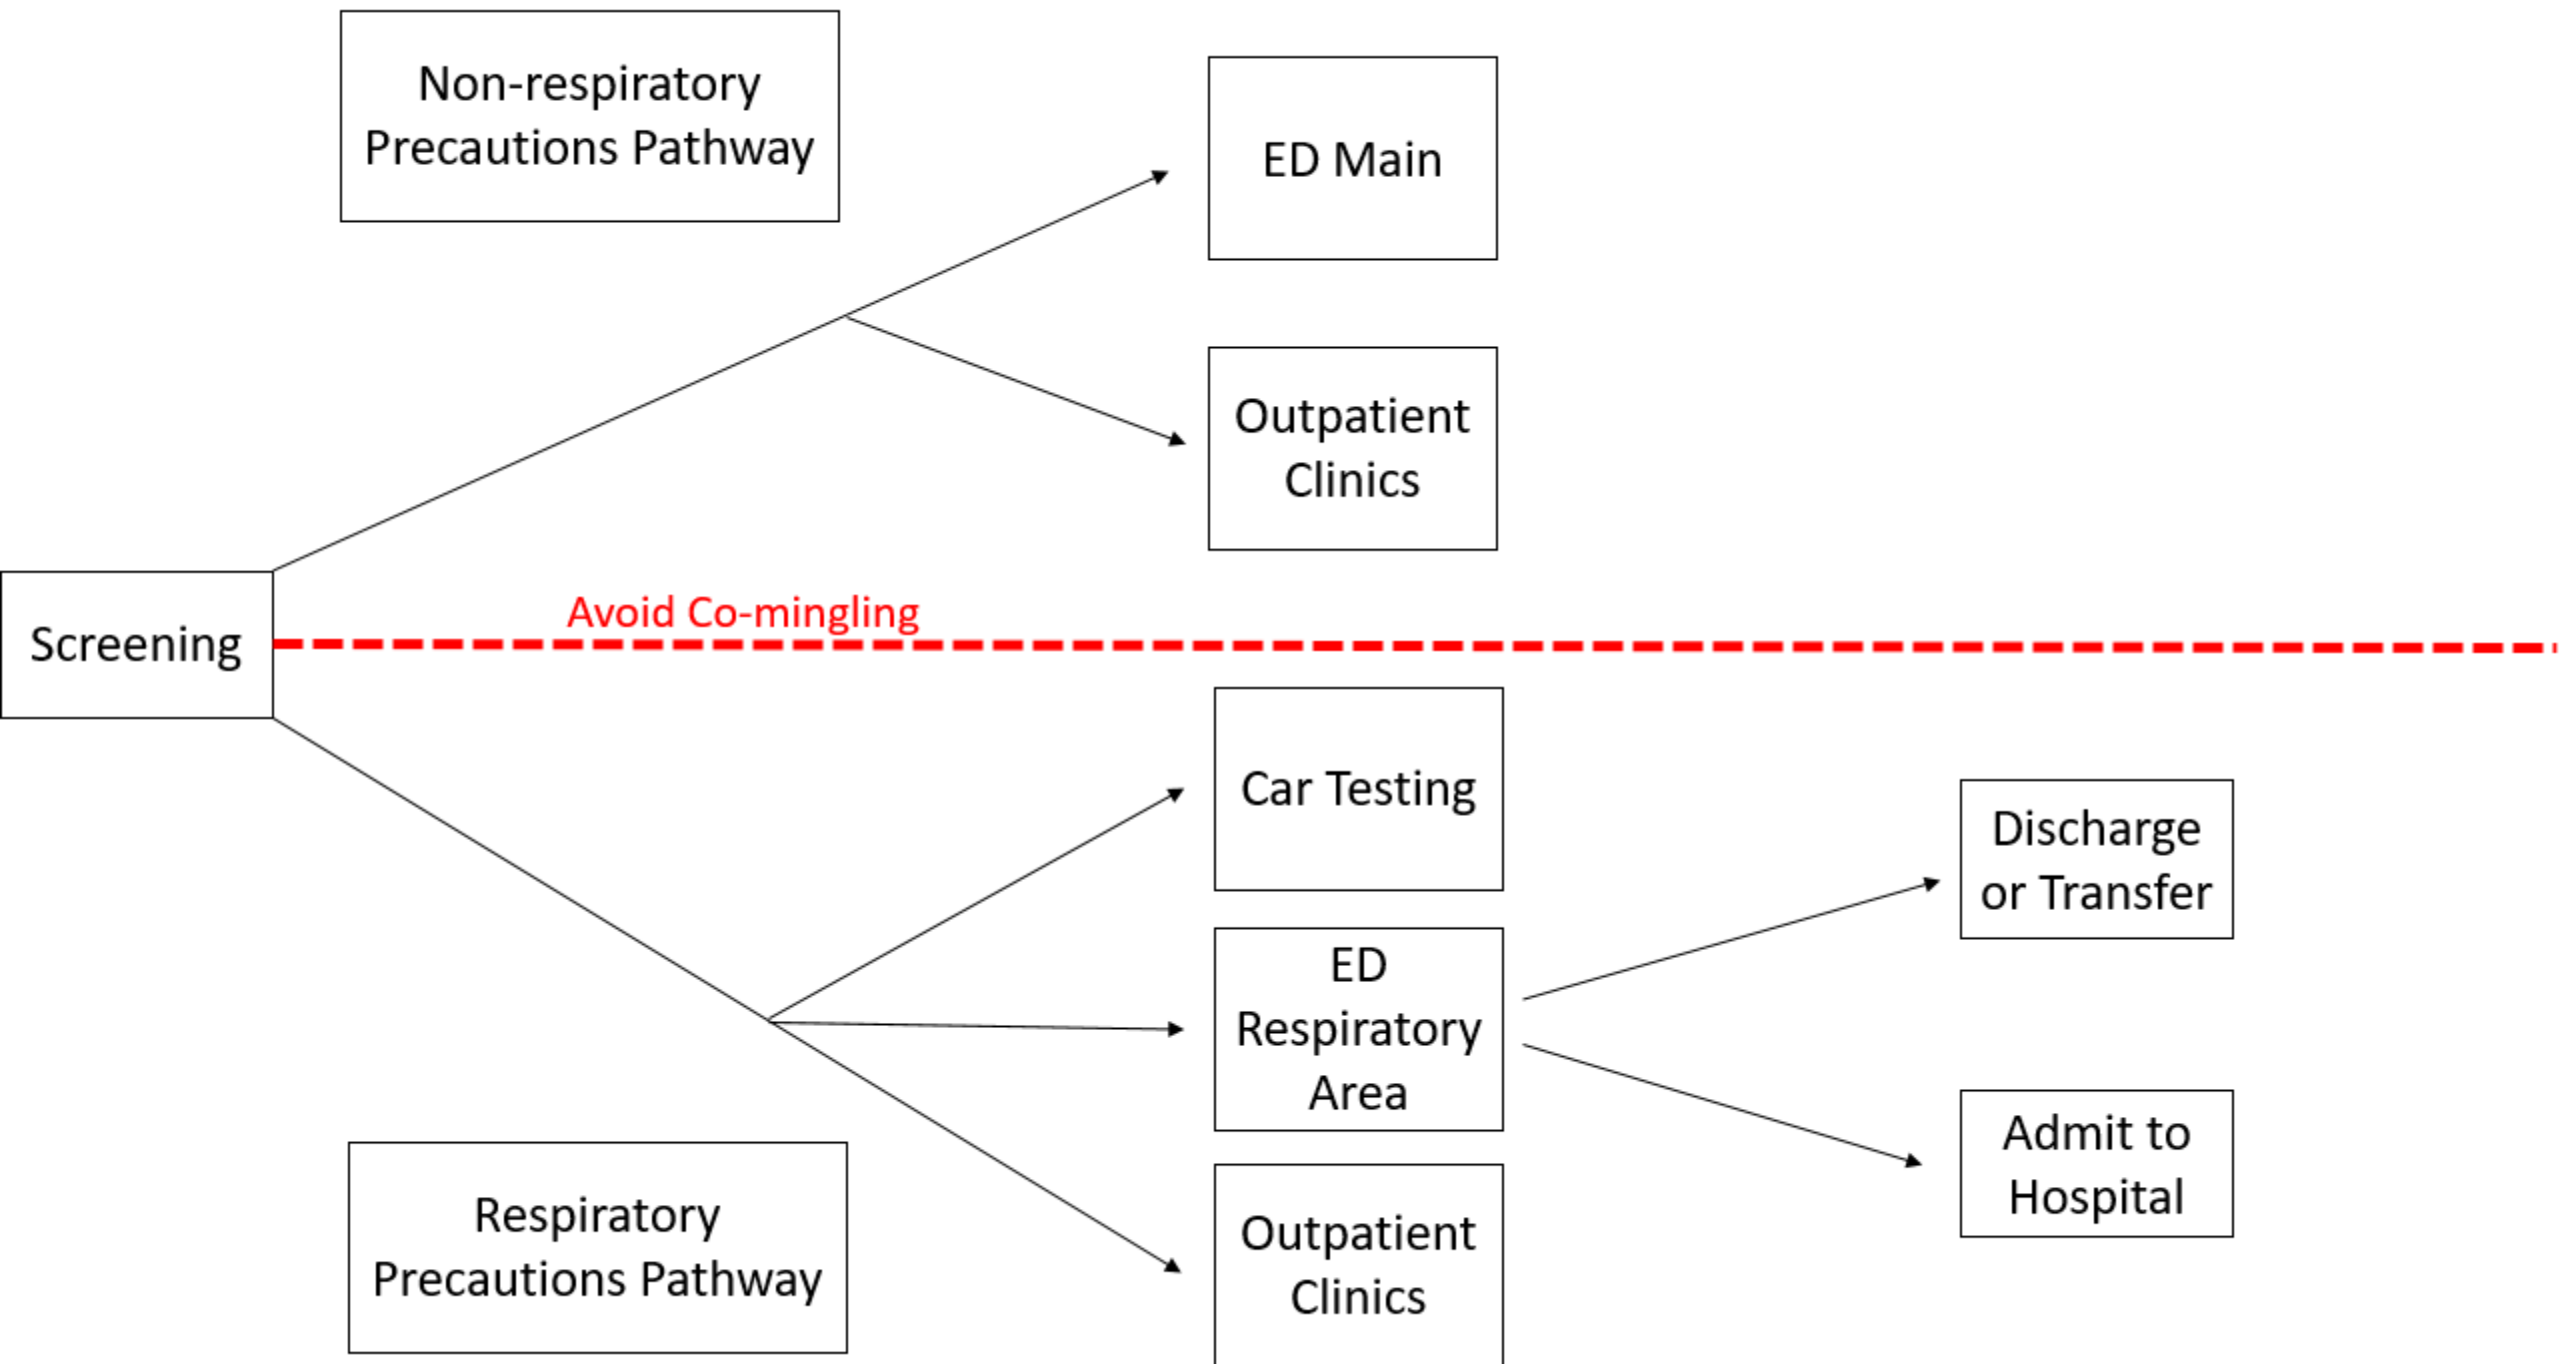 Non-respiratory
Precautions Pathway
ED Main
Outpatient
Clinics
Screening
Avoid Co-mingling
Car Testing
ED
Respiratory
Area
Discharge
or Transfer
Admit to
Hospital
Respiratory
Precautions Pathway
Outpatient
Clinics